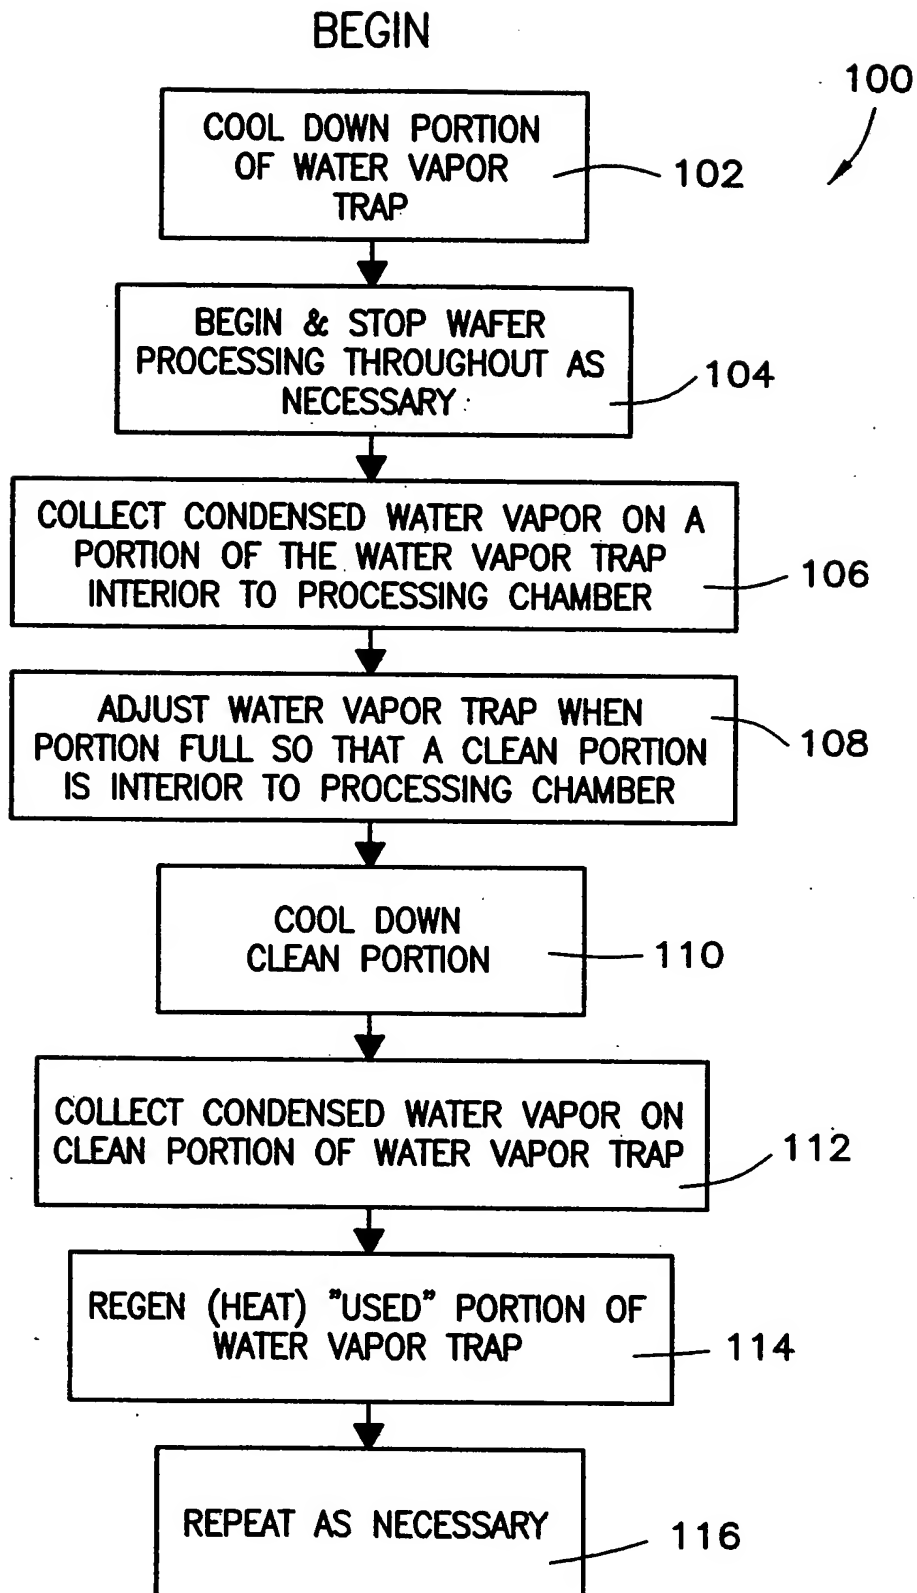 BEGIN
100
COOL DOWN PORTION
OF WATER VAPOR
TRAP
102
BEGIN & STOP WAFER
PROCESSING THROUGHOUT AS
NECESSARY
104
COLLECT CONDENSED WATER VAPOR ON A
PORTION OF THE WATER VAPOR TRAP
INTERIOR TO PROCESSING CHAMBER
106
ADJUST WATER VAPOR TRAP WHEN
PORTION FULL SO THAT A CLEAN PORTION
IS INTERIOR TO PROCESSING CHAMBER
108
COOL DOWN
CLEAN PORTION
110
COLLECT CONDENSED WATER VAPOR ON
CLEAN PORTION OF WATER VAPOR TRAP
112
REGEN (HEAT) "USED" PORTION OF
WATER VAPOR TRAP
114
REPEAT AS NECESSARY
116